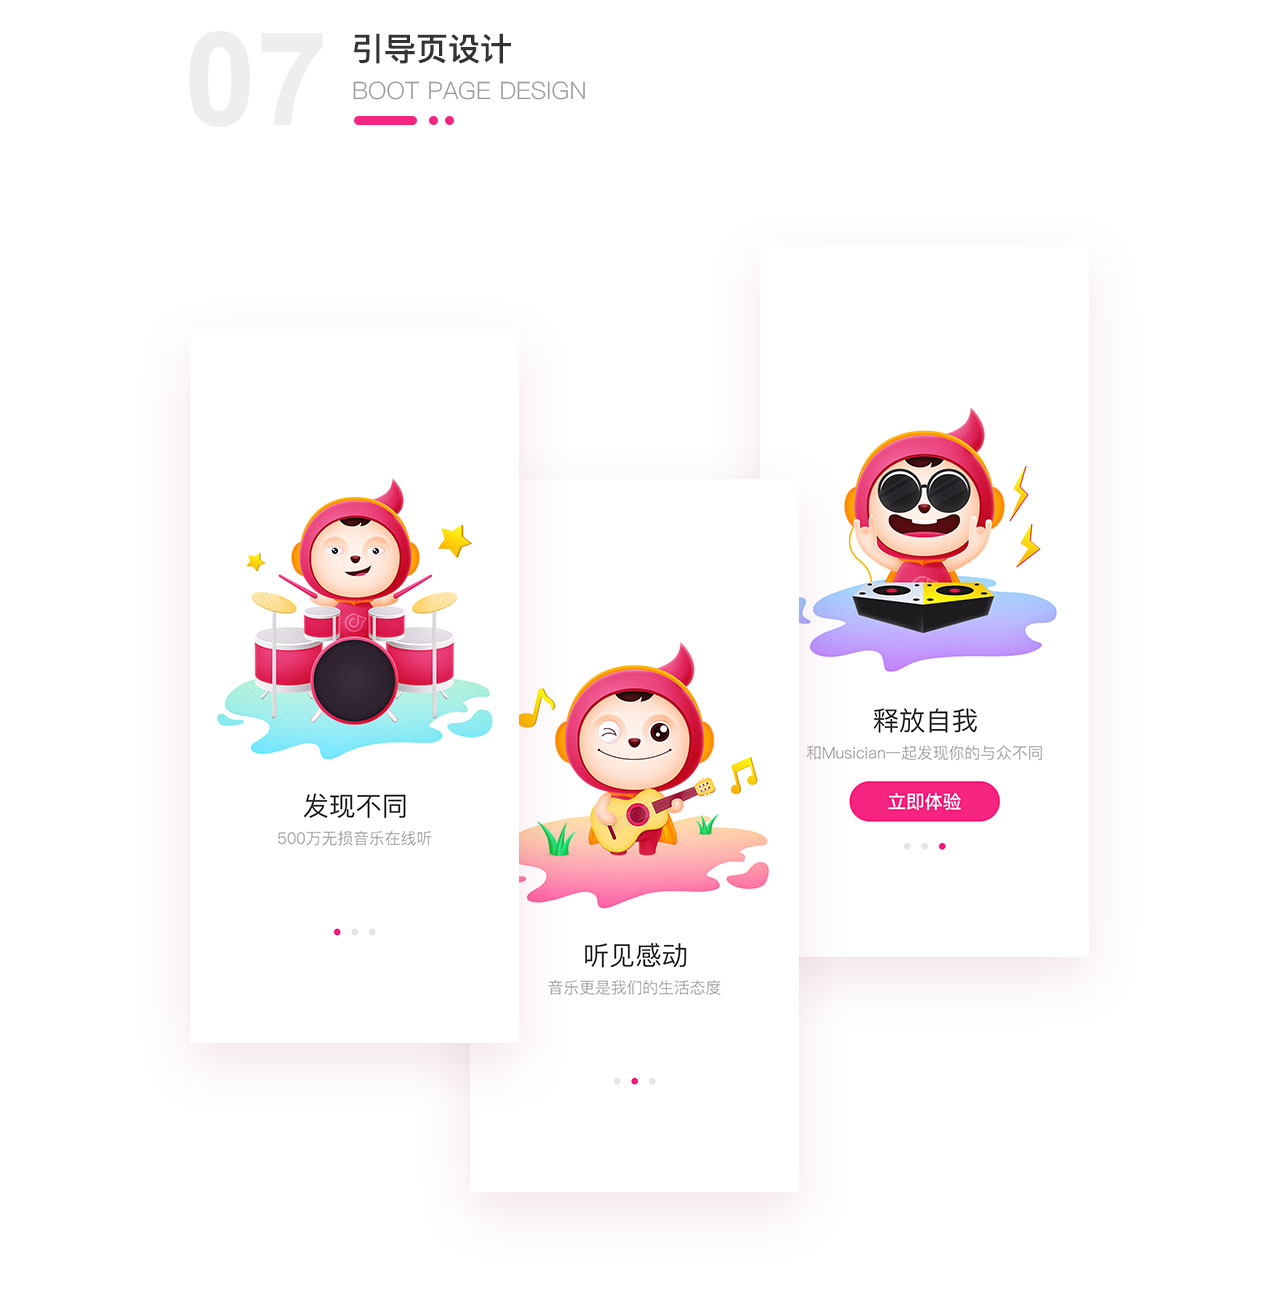 07
引导页设计
BOOT PAGE DESIGN
发现不同
500万无损音乐在线听
听见感动
音乐更是我们的生活态度
释放自我
和Musician一起发现你的与众不同
立即体验